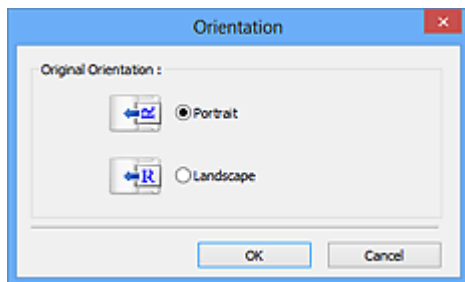 Orientation
Original Orientation :
R
Portrait
R
Landscape
OK
Cancel